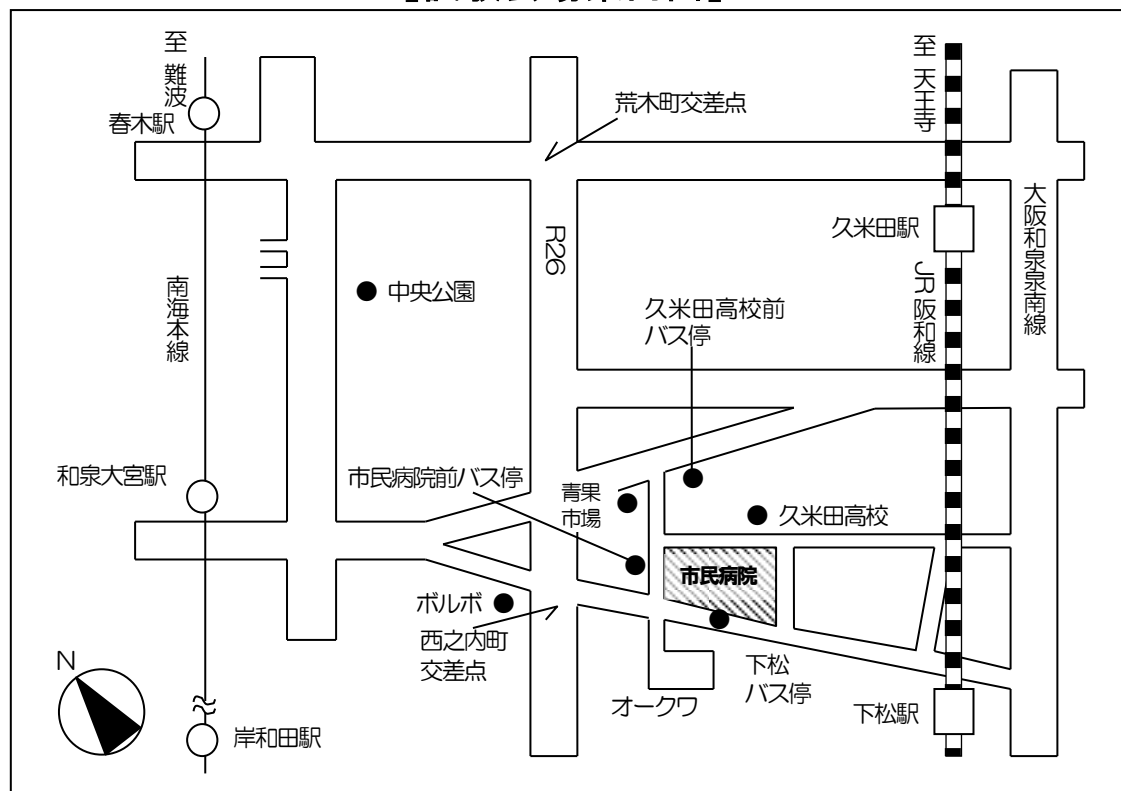 至 難波
春木駅
荒木町交差点
至 天王寺
久米田駅
大阪和泉泉南線
R26
中央公園
南海本線
久米田高校前
バス停
JR阪和線
和泉大宮駅
市民病院前バス停
青果
市場
久米田高校
市民病院
ボルボ
西之内町
交差点
下松
バス停
オークワ
下松駅
N
岸和田駅